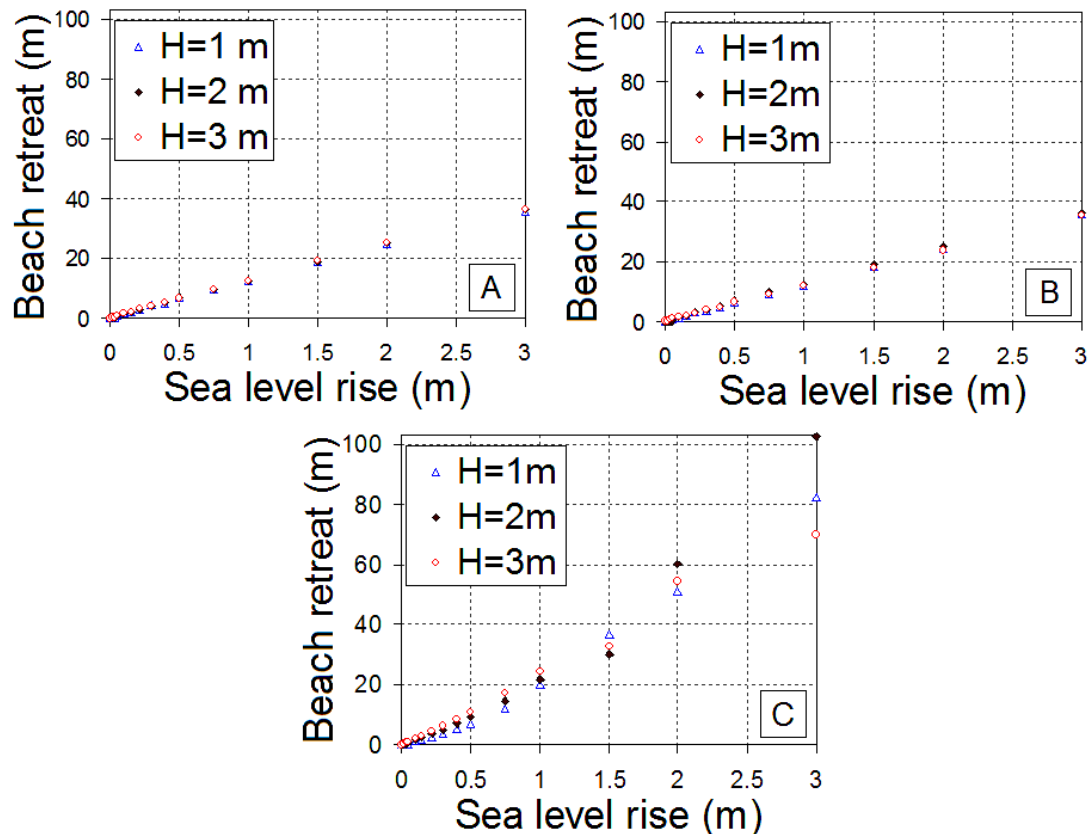 Beach retreat (m)
100
80
60
40
20
0
H=1 m
H=2 m
H=3 m
A
0 0.5 1 1.5 2 2.5 3
Sea level rise (m)
Beach retreat (m)
100
80
60
40
20
0
H=1m
H=2m
H=3m
B
0 0.5 1 1.5 2 2.5 3
Sea level rise (m)
Beach retreat (m)
100
80
60
40
20
0
H=1m
H=2m
H=3m
C
0 0.5 1 1.5 2 2.5 3
Sea level rise (m)